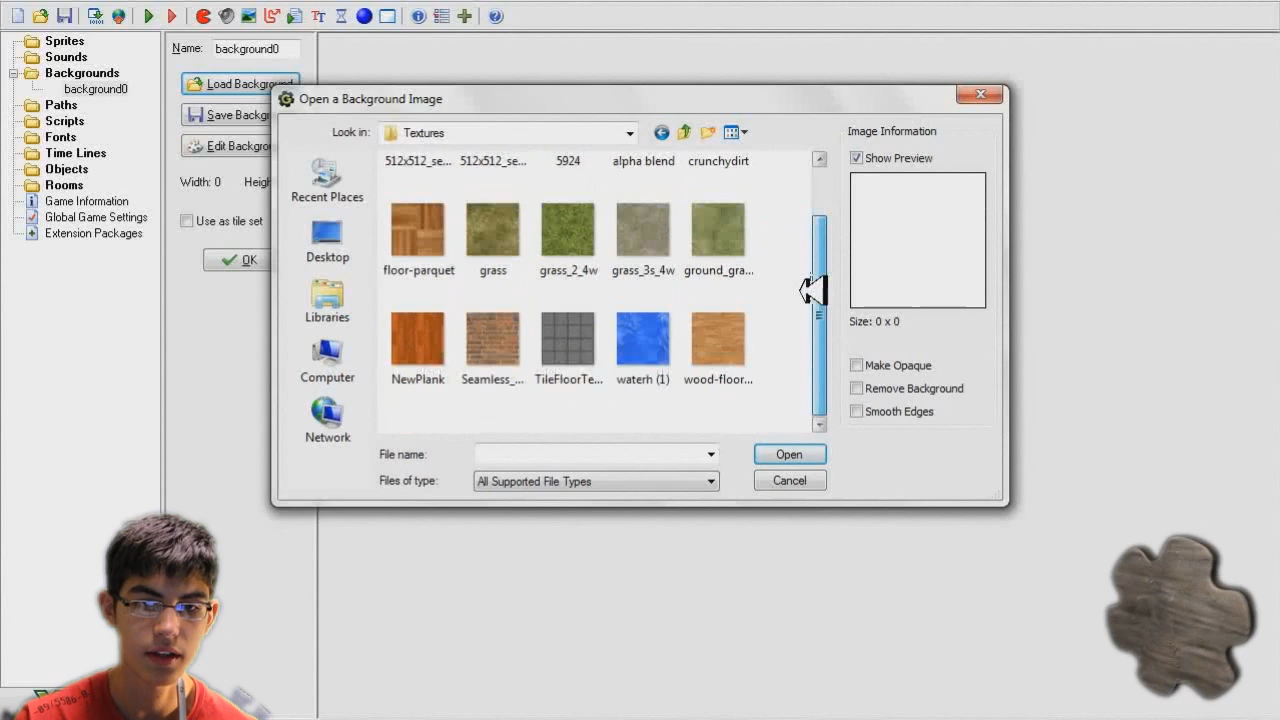 Name: background0
Sprites
Sounds
Backgrounds
background0
Paths
Scripts
Fonts
Time Lines
Objects
Rooms
Game Information
Global Game Settings
Extension Packages
Load Background
Save Backgr
Edit Backgro
Width: 0 Heigh
Use as tile set
OK
Open a Background Image
Look in: Textures
Recent Places
Desktop
Libraries
Computer
Network
512x512_se... 512x512_se... 5924 alpha blend crunchydirt
floor-parquet grass grass_2_4w grass_3s_4w ground_gra...
NewPlank Seamless_... TileFloorTe... waterh (1) wood-floor...
File name: Open
Files of type: All Supported File Types Cancel
Image Information
Show Preview
Size: 0 x 0
Make Opaque
Remove Background
Smooth Edges